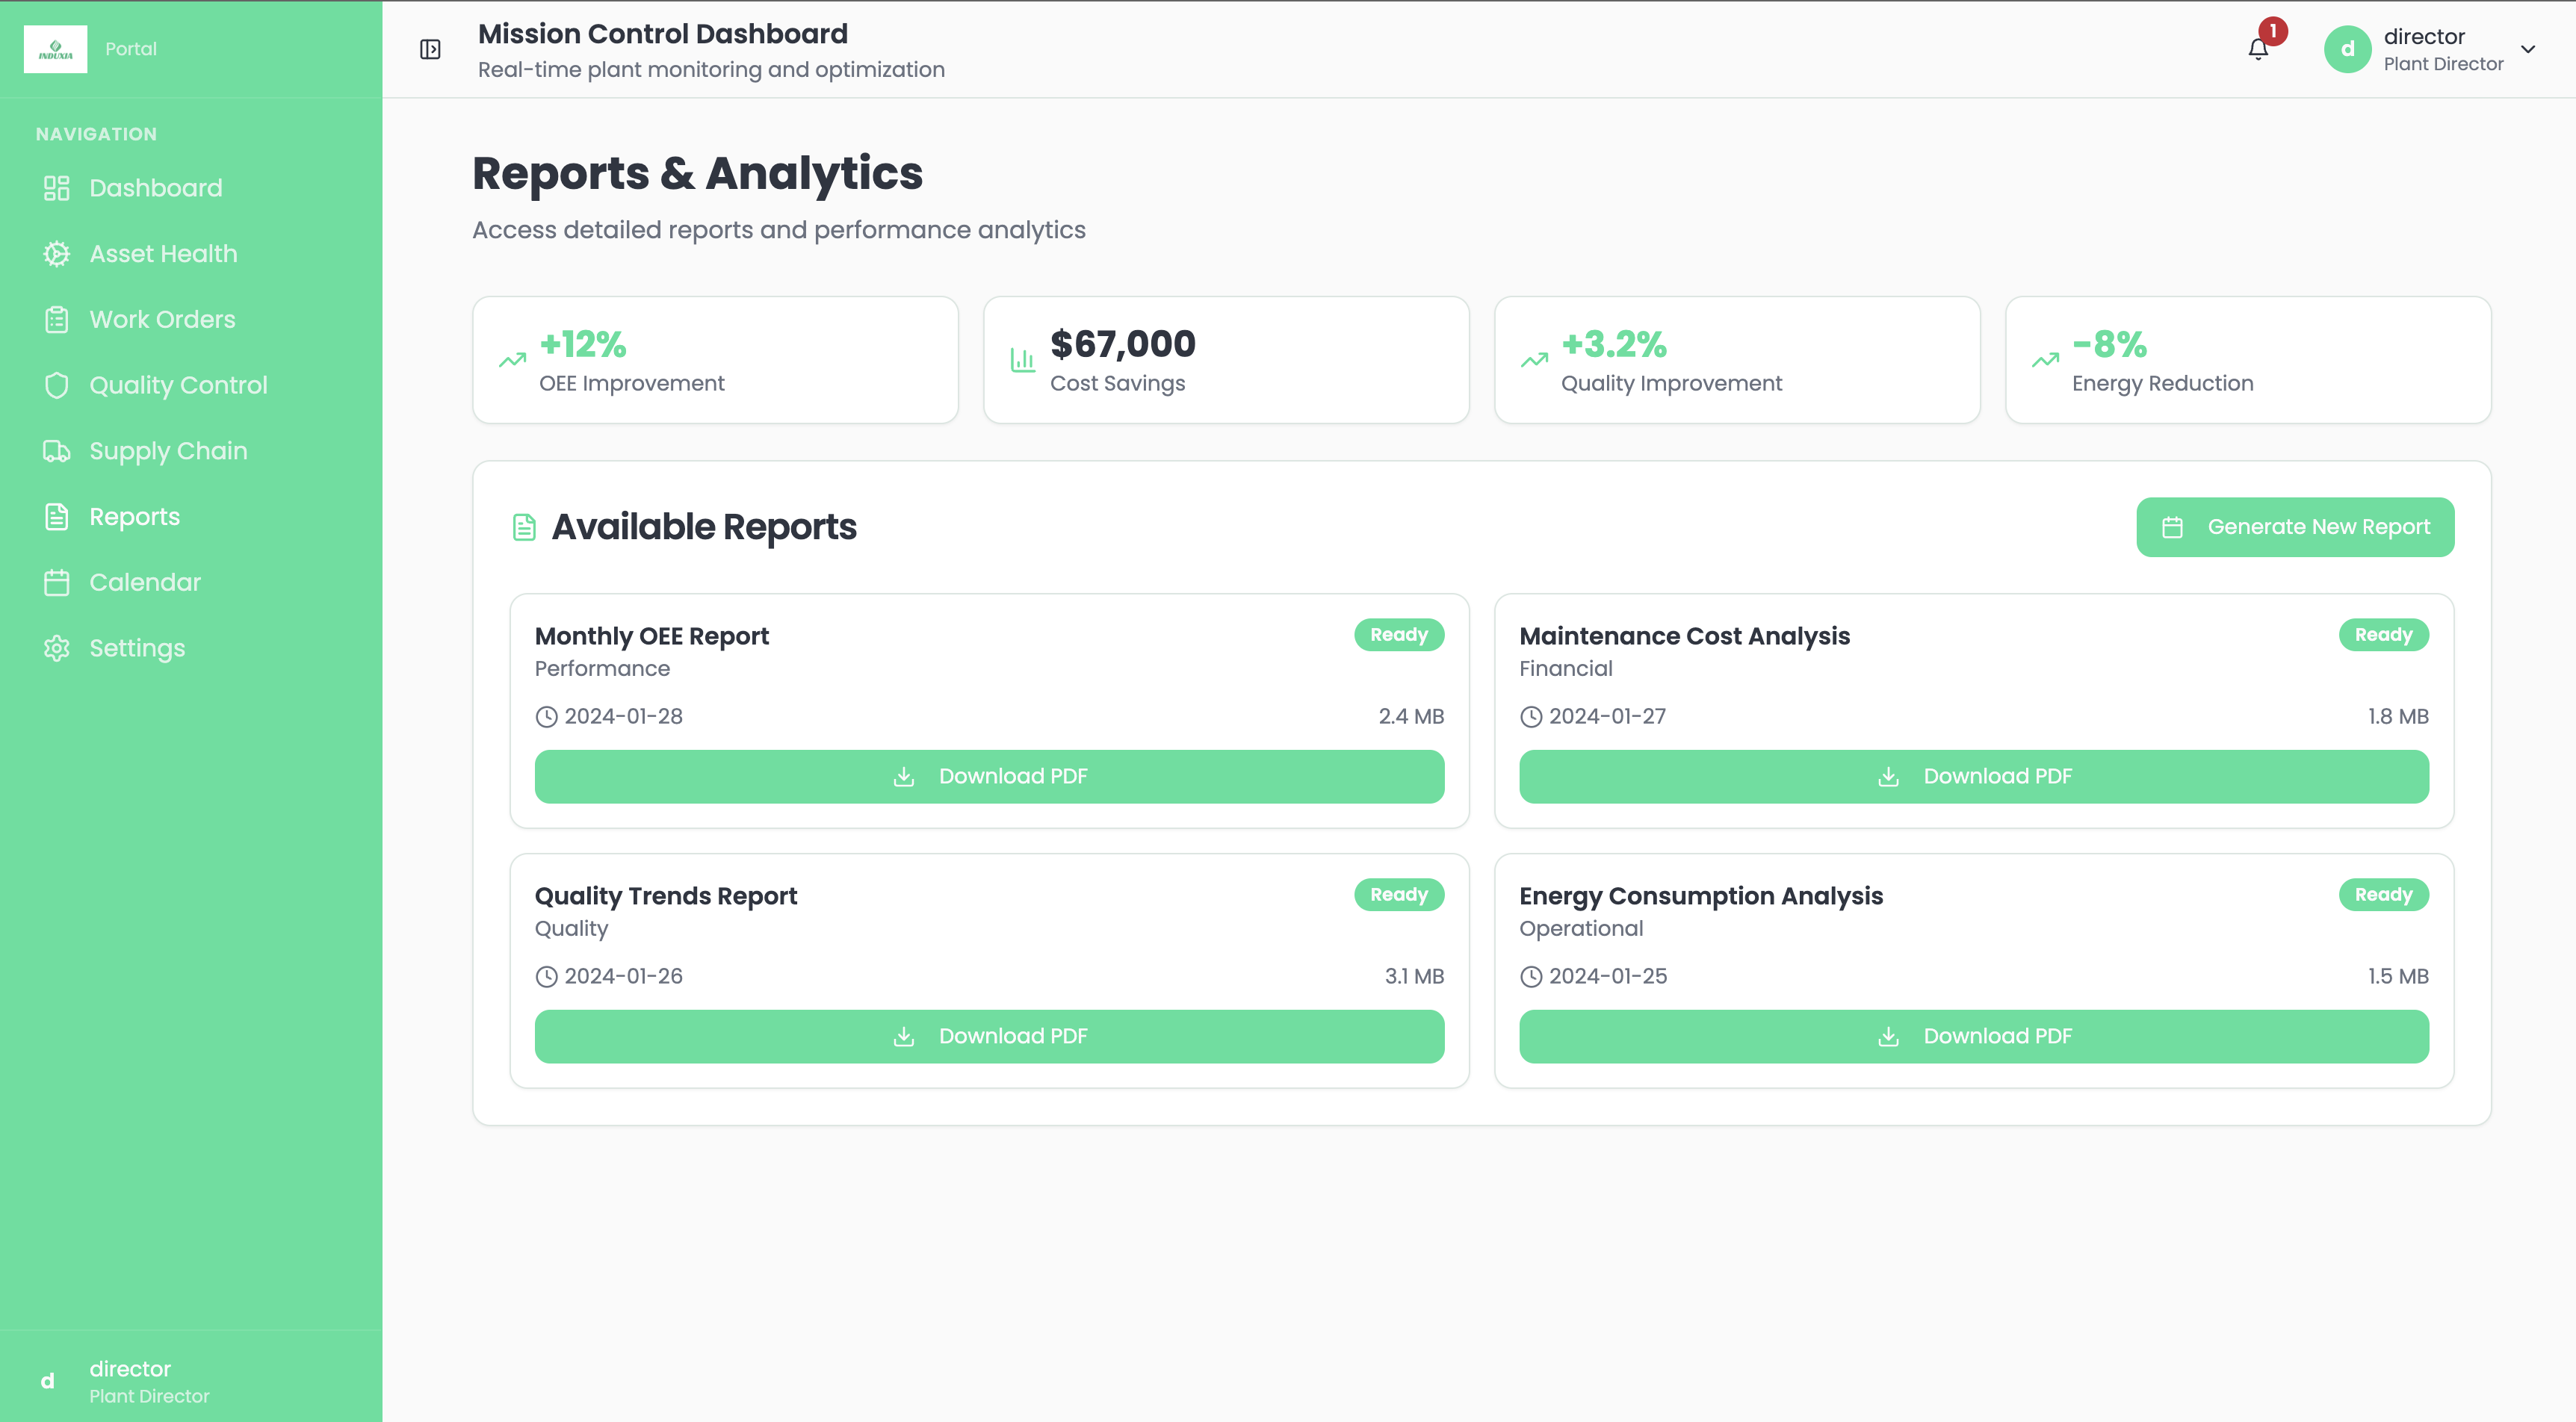 INDUXIA
Portal
NAVIGATION
Dashboard
Asset Health
Work Orders
Quality Control
Supply Chain
Reports
Calendar
Settings
director
Plant Director
Mission Control Dashboard
Real-time plant monitoring and optimization
1
d
director
Plant Director
Reports & Analytics
Access detailed reports and performance analytics
+12%
OEE Improvement
$67,000
Cost Savings
+3.2%
Quality Improvement
-8%
Energy Reduction
Available Reports
Generate New Report
Monthly OEE Report
Ready
Performance
2024-01-28
2.4 MB
Download PDF
Maintenance Cost Analysis
Ready
Financial
2024-01-27
1.8 MB
Download PDF
Quality Trends Report
Ready
Quality
2024-01-26
3.1 MB
Download PDF
Energy Consumption Analysis
Ready
Operational
2024-01-25
1.5 MB
Download PDF
d